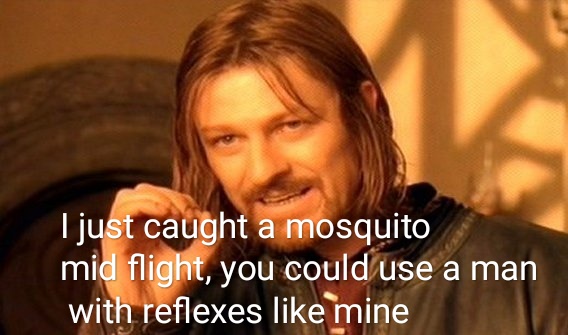 I just caught a mosquito
mid flight, you could use a man
with reflexes like mine